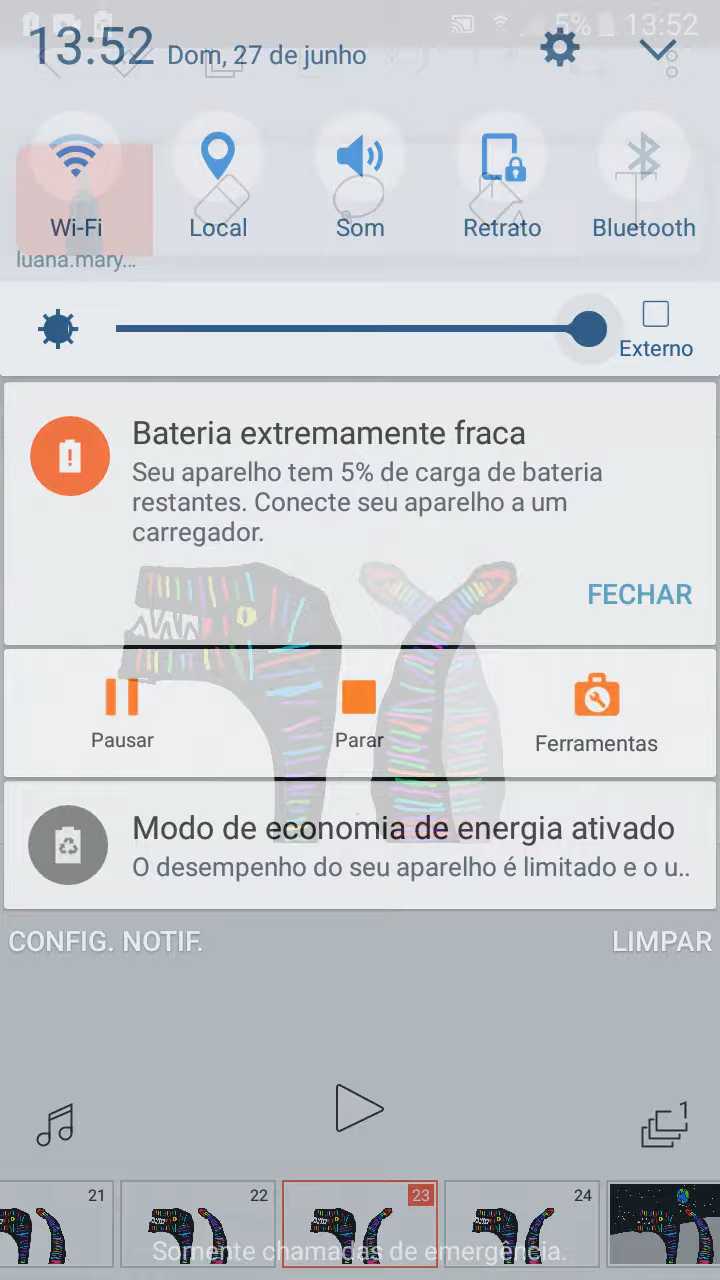 5% 13:52
13:52 Dom, 27 de junho
Wi-Fi Local Som Retrato Bluetooth
luana.mary...
Externo
Bateria extremamente fraca
Seu aparelho tem 5% de carga de bateria
restantes. Conecte seu aparelho a um
carregador.
FECHAR
Pausar Parar Ferramentas
Modo de economia de energia ativado
O desempenho do seu aparelho é limitado e o u..
CONFIG. NOTIF. LIMPAR
1
21 22 23 24
Somente chamadas de emergência.